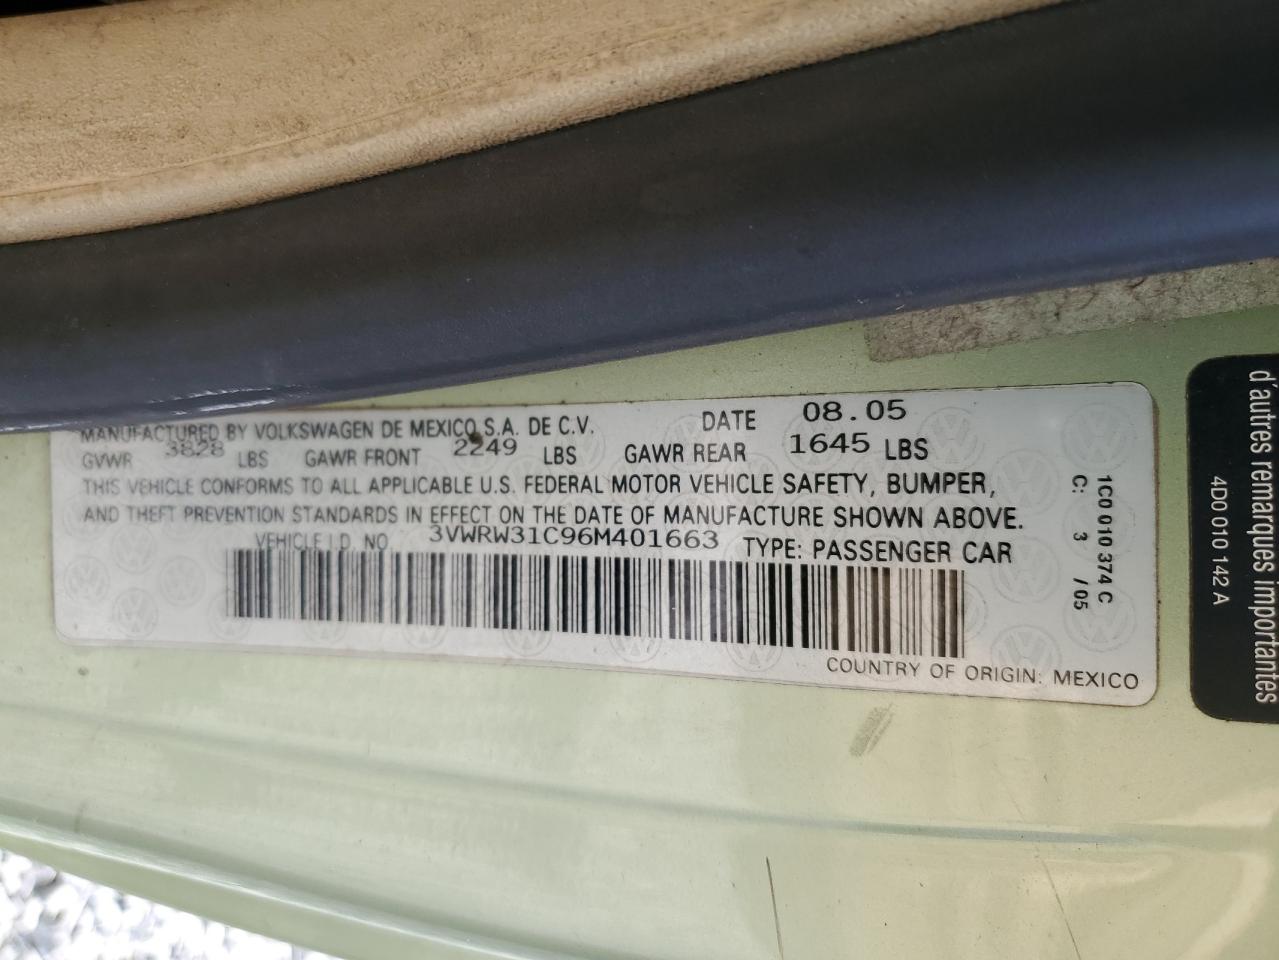 MANUFACTURED BY VOLKSWAGEN DE MEXICO S.A. DE C.V. DATE 08.05
GVWR 3828 LBS GAWR FRONT 2249 LBS GAWR REAR 1645 LBS
THIS VEHICLE CONFORMS TO ALL APPLICABLE U.S. FEDERAL MOTOR VEHICLE SAFETY, BUMPER,
AND THEFT PREVENTION STANDARDS IN EFFECT ON THE DATE OF MANUFACTURE SHOWN ABOVE.
VEHICLE I.D. NO. 3VWRW31C96M401663 TYPE: PASSENGER CAR
COUNTRY OF ORIGIN: MEXICO
1C0 010 374 C
C: 3 /05
d'autres remarques importantes
4D0 010 142 A